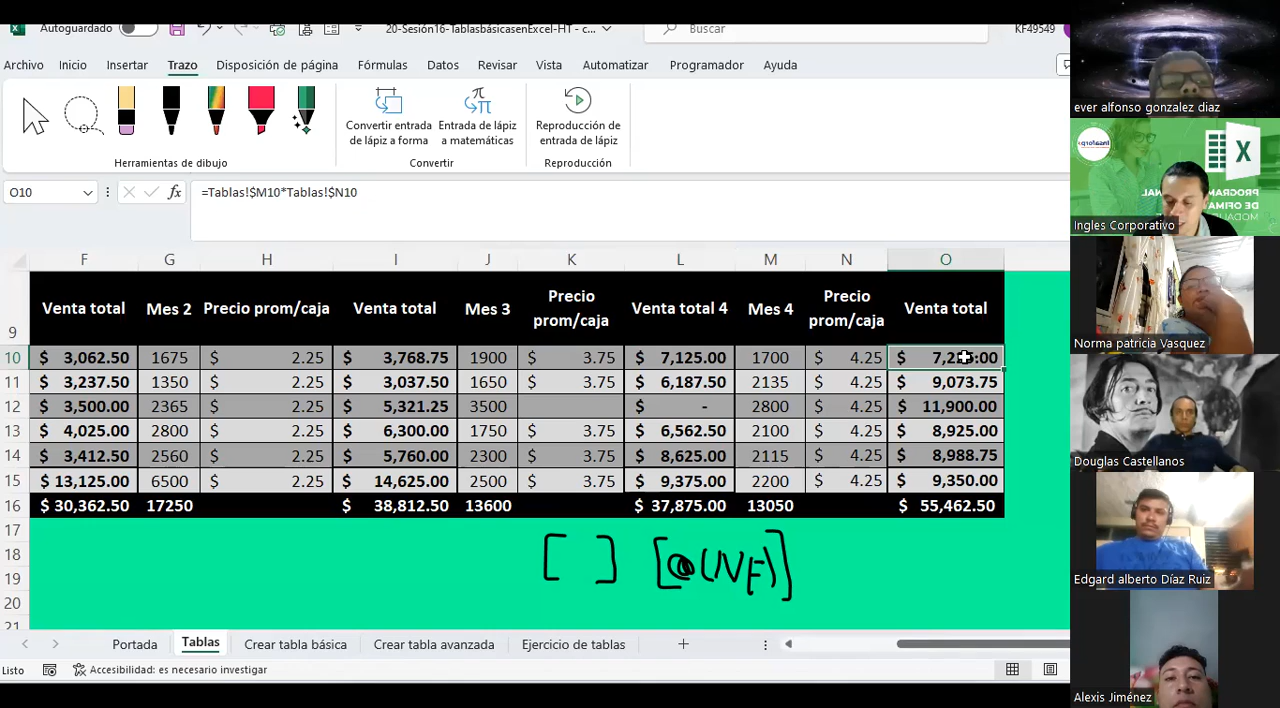 Autoguardado 20-Sesión16-TablasbásicasenExcel-HT - c... Buscar KF49549
Archivo Inicio Insertar Trazo Disposición de página Fórmulas Datos Revisar Vista Automatizar Programador Ayuda
Convertir entrada de lápiz a forma
Entrada de lápiz a matemáticas
Reproducción de entrada de lápiz
Herramientas de dibujo Convertir Reproducción
O10 fx =Tablas!$M10*Tablas!$N10
F G H I J K L M N O
9 Venta total Mes 2 Precio prom/caja Venta total Mes 3 Precio prom/caja Venta total 4 Mes 4 Precio prom/caja Venta total
10 $ 3,062.50 1675 $ 2.25 $ 3,768.75 1900 $ 3.75 $ 7,125.00 1700 $ 4.25 $
11 $ 3,237.50 1350 $ 2.25 $ 3,037.50 1650 $ 3.75 $ 6,187.50 2135 $ 4.25 $ 9,073.75
12 $ 3,500.00 2365 $ 2.25 $ 5,321.25 3500 $ - 2800 $ 4.25 $ 11,900.00
13 $ 4,025.00 2800 $ 2.25 $ 6,300.00 1750 $ 3.75 $ 6,562.50 2100 $ 4.25 $ 8,925.00
14 $ 3,412.50 2560 $ 2.25 $ 5,760.00 2300 $ 3.75 $ 8,625.00 2115 $ 4.25 $ 8,988.75
15 $ 13,125.00 6500 $ 2.25 $ 14,625.00 2500 $ 3.75 $ 9,375.00 2200 $ 4.25 $ 9,350.00
16 $ 30,362.50 17250 $ 38,812.50 13600 $ 37,875.00 13050 $ 55,462.50
17
18 [ ] [@(NF)]
19
20
21
Portada Tablas Crear tabla básica Crear tabla avanzada Ejercicio de tablas
Listo Accesibilidad: es necesario investigar
ever alfonso gonzalez diaz
PROGRAM
DE OFIMA
MODALID
Ingles Corporativo
Norma patricia Vasquez
Douglas Castellanos
Edgard alberto Díaz Ruiz
Alexis Jiménez